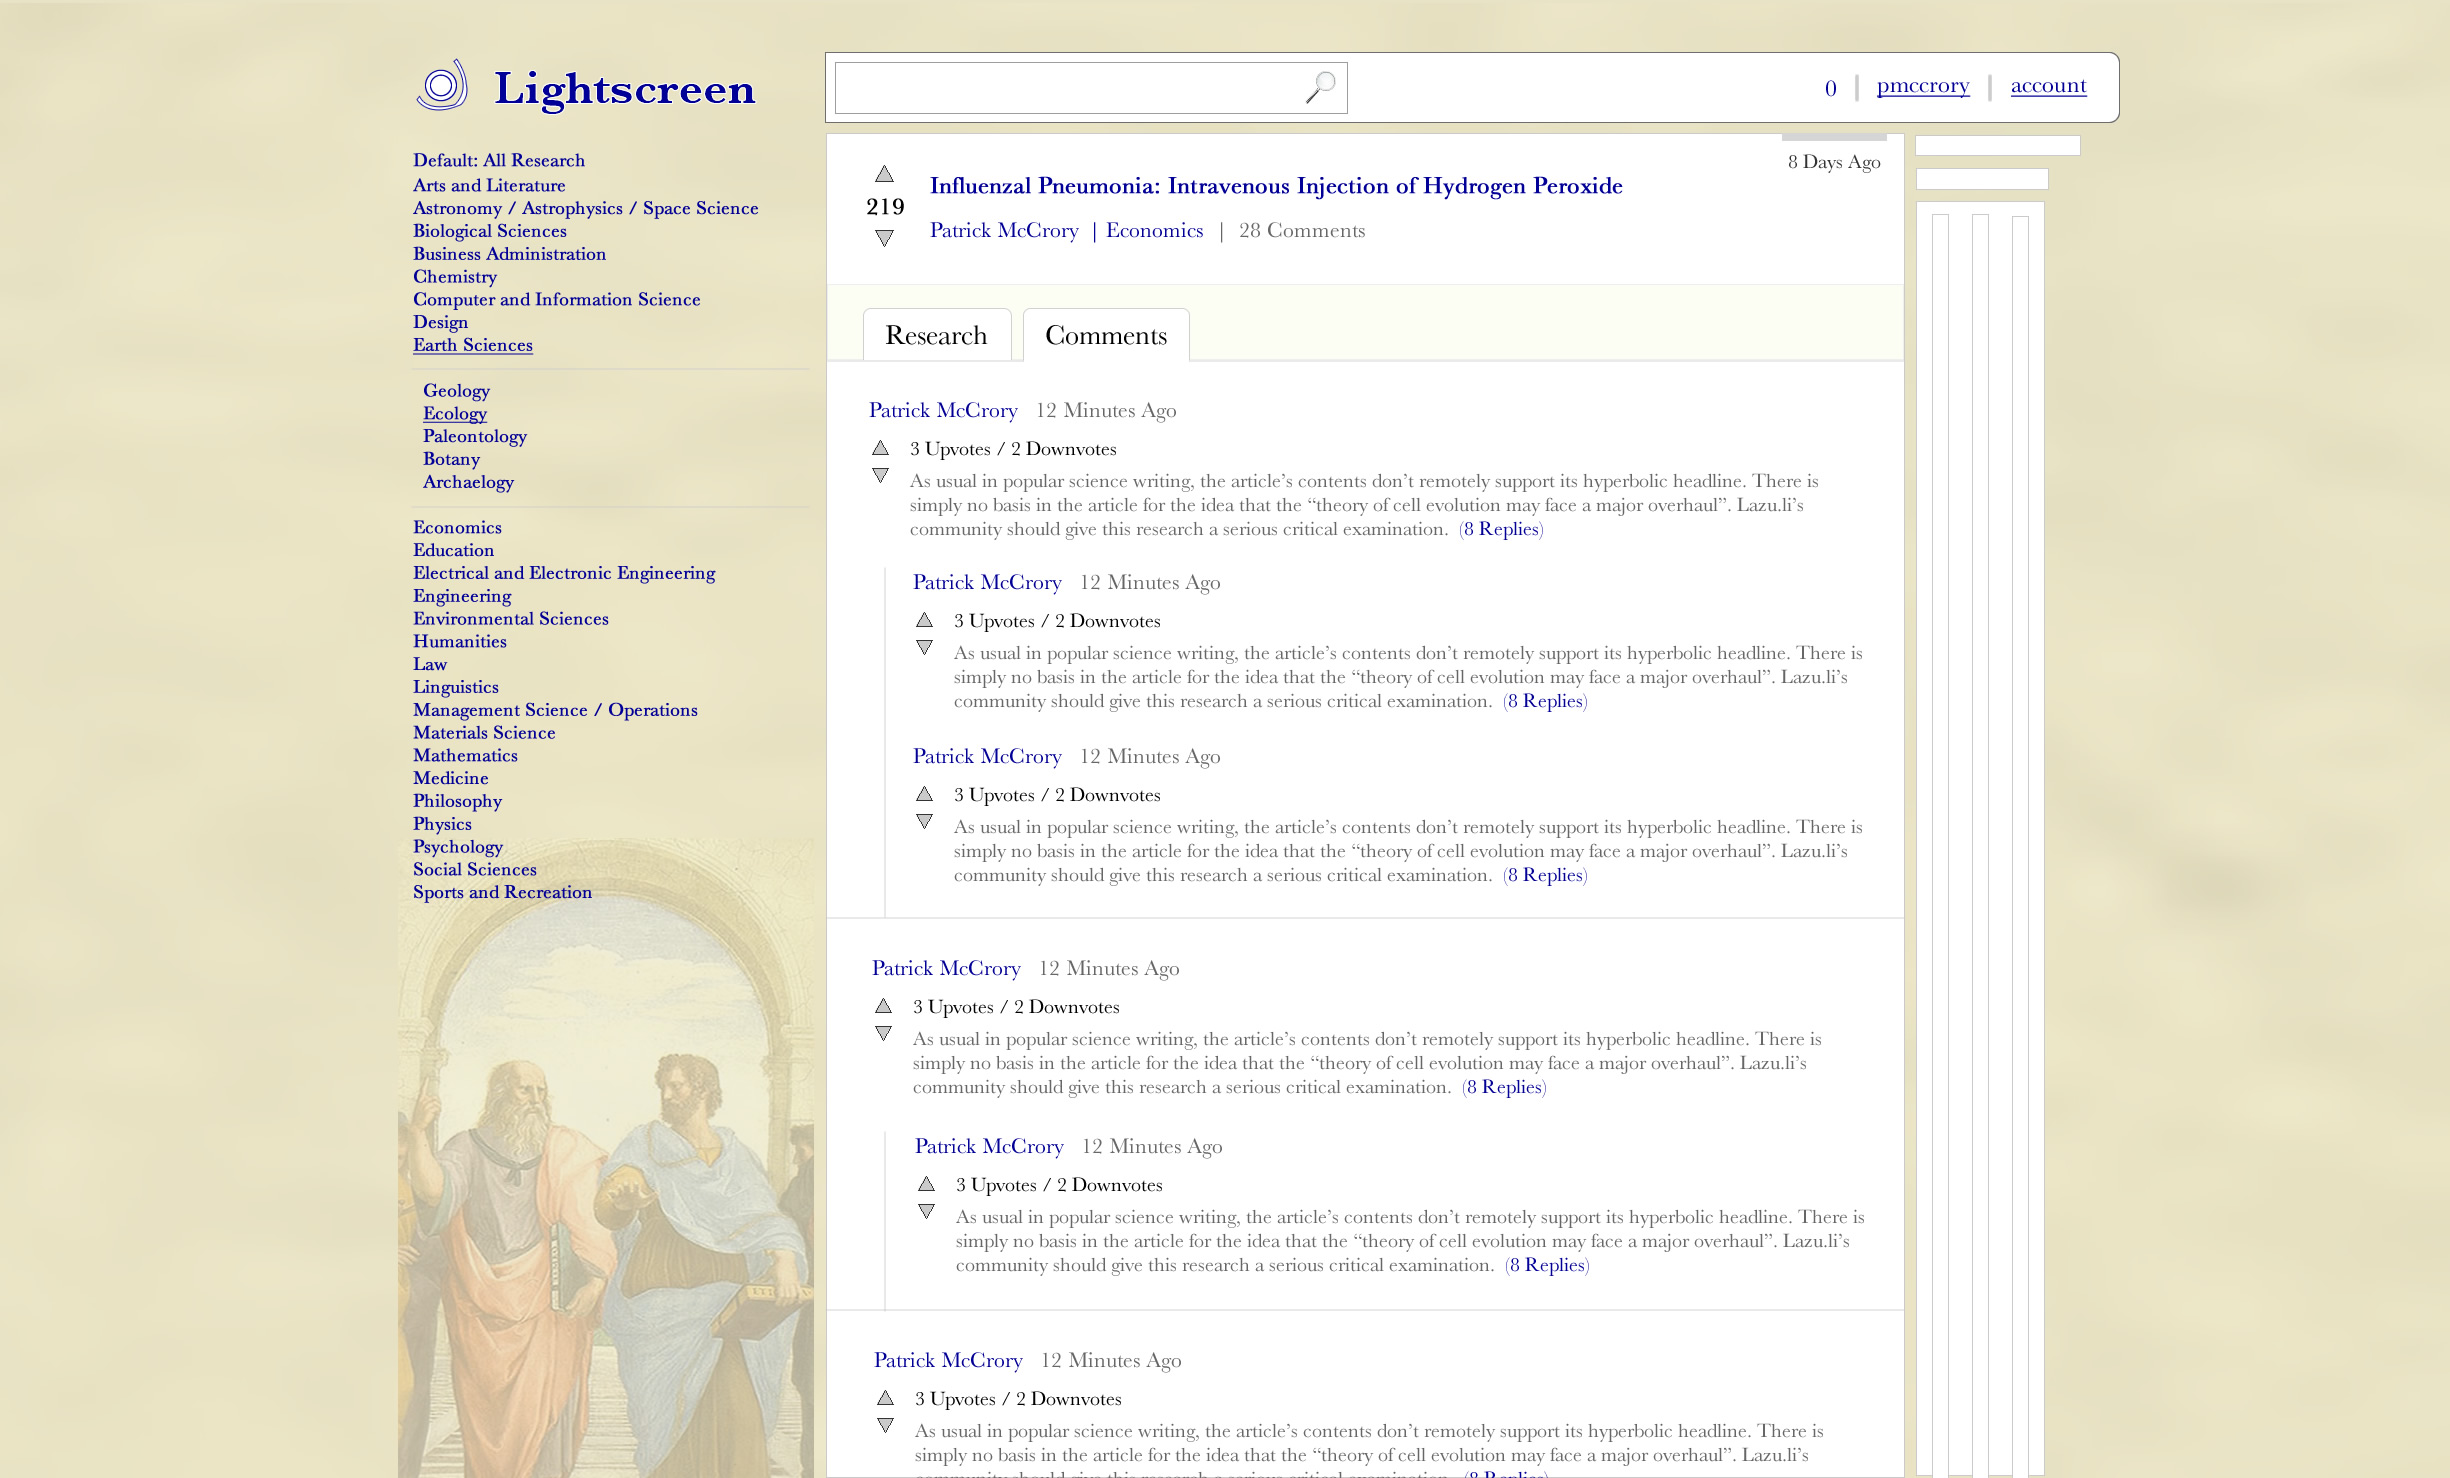 Lightscreen
0 | pmccrory | account
Default: All Research
Arts and Literature
Astronomy / Astrophysics / Space Science
Biological Sciences
Business Administration
Chemistry
Computer and Information Science
Design
Earth Sciences
Geology
Ecology
Paleontology
Botany
Archaelogy
Economics
Education
Electrical and Electronic Engineering
Engineering
Environmental Sciences
Humanities
Law
Linguistics
Management Science / Operations
Materials Science
Mathematics
Medicine
Philosophy
Physics
Psychology
Social Sciences
Sports and Recreation
8 Days Ago
219
Influenzal Pneumonia: Intravenous Injection of Hydrogen Peroxide
Patrick McCrory | Economics | 28 Comments
Research Comments
Patrick McCrory 12 Minutes Ago
3 Upvotes / 2 Downvotes
As usual in popular science writing, the article’s contents don’t remotely support its hyperbolic headline. There is
simply no basis in the article for the idea that the “theory of cell evolution may face a major overhaul”. Lazu.li’s
community should give this research a serious critical examination. (8 Replies)
Patrick McCrory 12 Minutes Ago
3 Upvotes / 2 Downvotes
As usual in popular science writing, the article’s contents don’t remotely support its hyperbolic headline. There is
simply no basis in the article for the idea that the “theory of cell evolution may face a major overhaul”. Lazu.li’s
community should give this research a serious critical examination. (8 Replies)
Patrick McCrory 12 Minutes Ago
3 Upvotes / 2 Downvotes
As usual in popular science writing, the article’s contents don’t remotely support its hyperbolic headline. There is
simply no basis in the article for the idea that the “theory of cell evolution may face a major overhaul”. Lazu.li’s
community should give this research a serious critical examination. (8 Replies)
Patrick McCrory 12 Minutes Ago
3 Upvotes / 2 Downvotes
As usual in popular science writing, the article’s contents don’t remotely support its hyperbolic headline. There is
simply no basis in the article for the idea that the “theory of cell evolution may face a major overhaul”. Lazu.li’s
community should give this research a serious critical examination. (8 Replies)
Patrick McCrory 12 Minutes Ago
3 Upvotes / 2 Downvotes
As usual in popular science writing, the article’s contents don’t remotely support its hyperbolic headline. There is
simply no basis in the article for the idea that the “theory of cell evolution may face a major overhaul”. Lazu.li’s
community should give this research a serious critical examination. (8 Replies)
Patrick McCrory 12 Minutes Ago
3 Upvotes / 2 Downvotes
As usual in popular science writing, the article’s contents don’t remotely support its hyperbolic headline. There is
simply no basis in the article for the idea that the “theory of cell evolution may face a major overhaul”. Lazu.li’s
community should give this research a serious critical examination. (8 Replies)